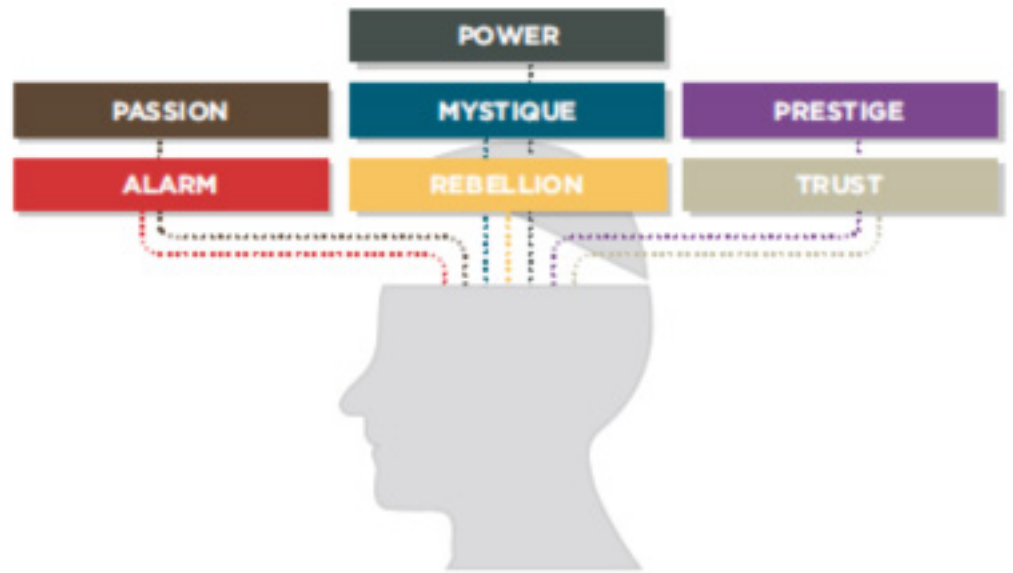 POWER
PASSION
MYSTIQUE
PRESTIGE
ALARM
REBELLION
TRUST